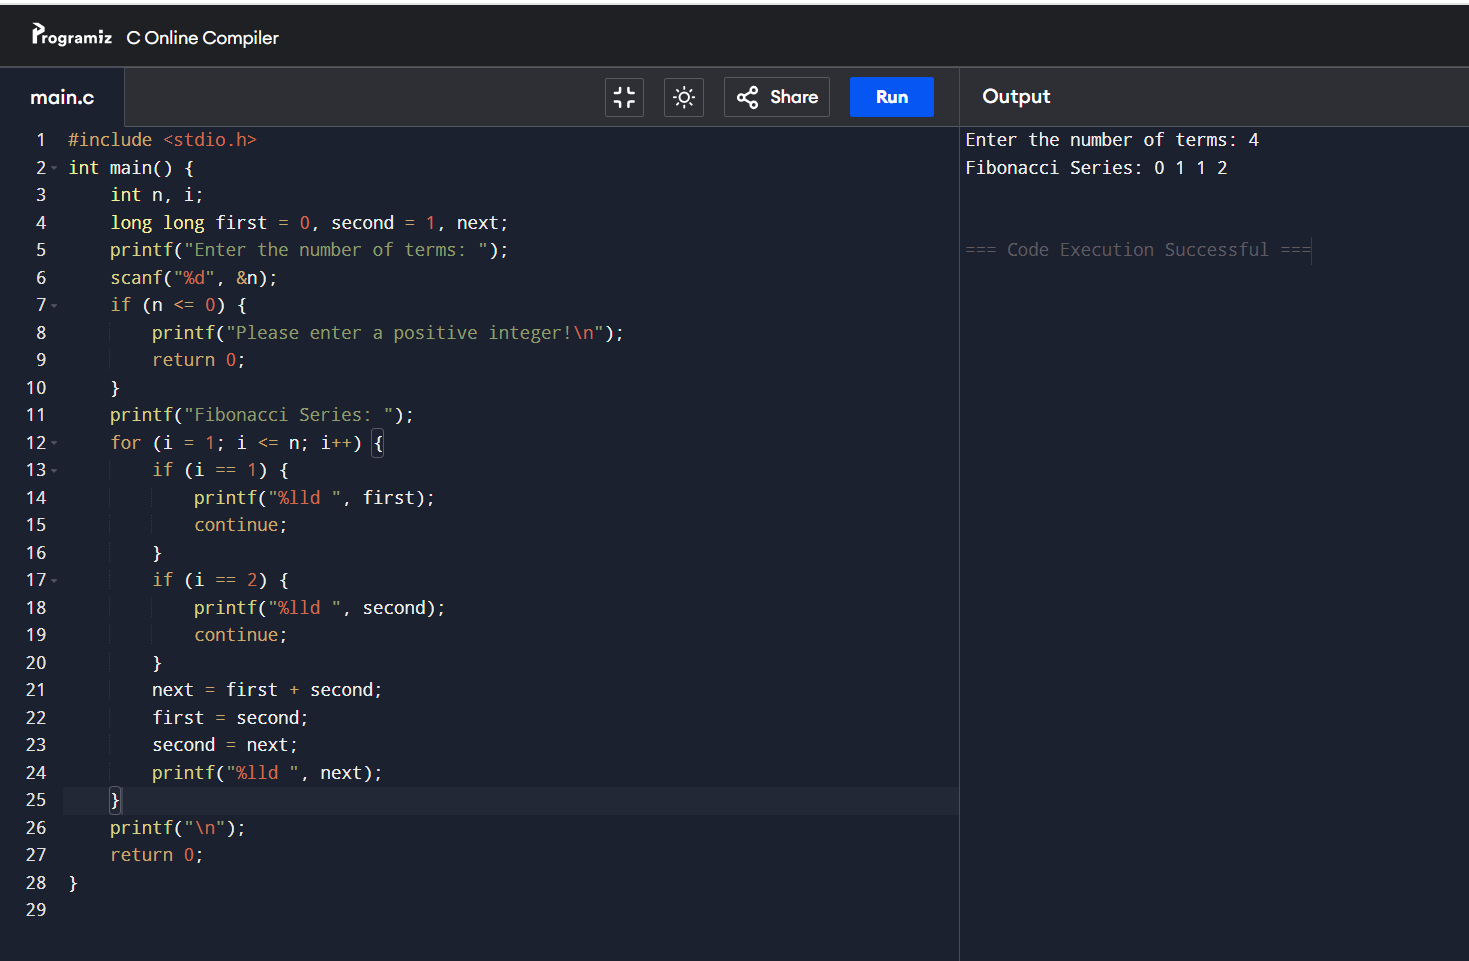 Programiz C Online Compiler
main.c
Share
Run
Output
1 #include <stdio.h>
2 int main() {
3     int n, i;
4     long long first = 0, second = 1, next;
5     printf("Enter the number of terms: ");
6     scanf("%d", &n);
7     if (n <= 0) {
8         printf("Please enter a positive integer!\n");
9         return 0;
10     }
11     printf("Fibonacci Series: ");
12     for (i = 1; i <= n; i++) {
13         if (i == 1) {
14             printf("%lld ", first);
15             continue;
16         }
17         if (i == 2) {
18             printf("%lld ", second);
19             continue;
20         }
21         next = first + second;
22         first = second;
23         second = next;
24         printf("%lld ", next);
25     }
26     printf("\n");
27     return 0;
28 }
29
Enter the number of terms: 4
Fibonacci Series: 0 1 1 2
=== Code Execution Successful ===